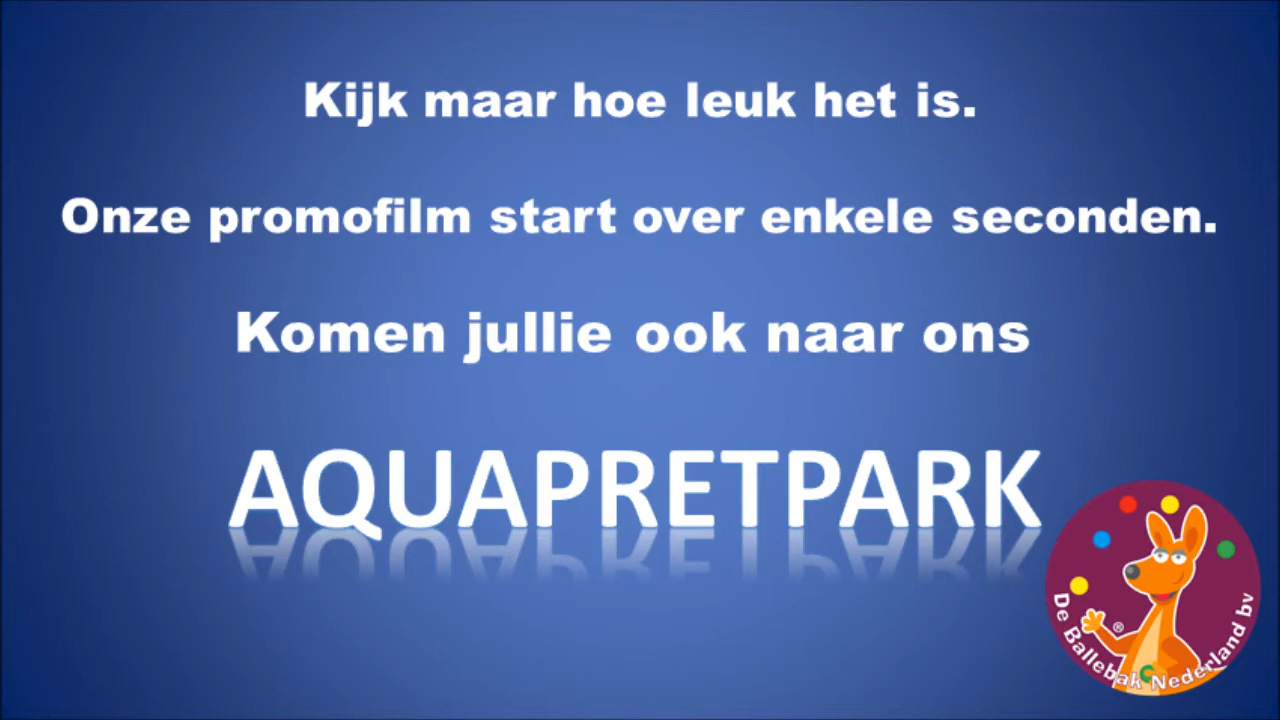 Kijk maar hoe leuk het is.
Onze promofilm start over enkele seconden.
Komen jullie ook naar ons
AQUAPRETPARK
De Ballebak Nederland bv
®